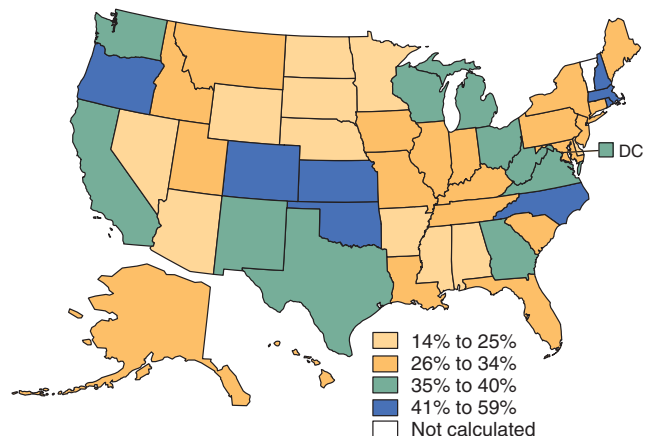 DC
14% to 25%
26% to 34%
35% to 40%
41% to 59%
Not calculated